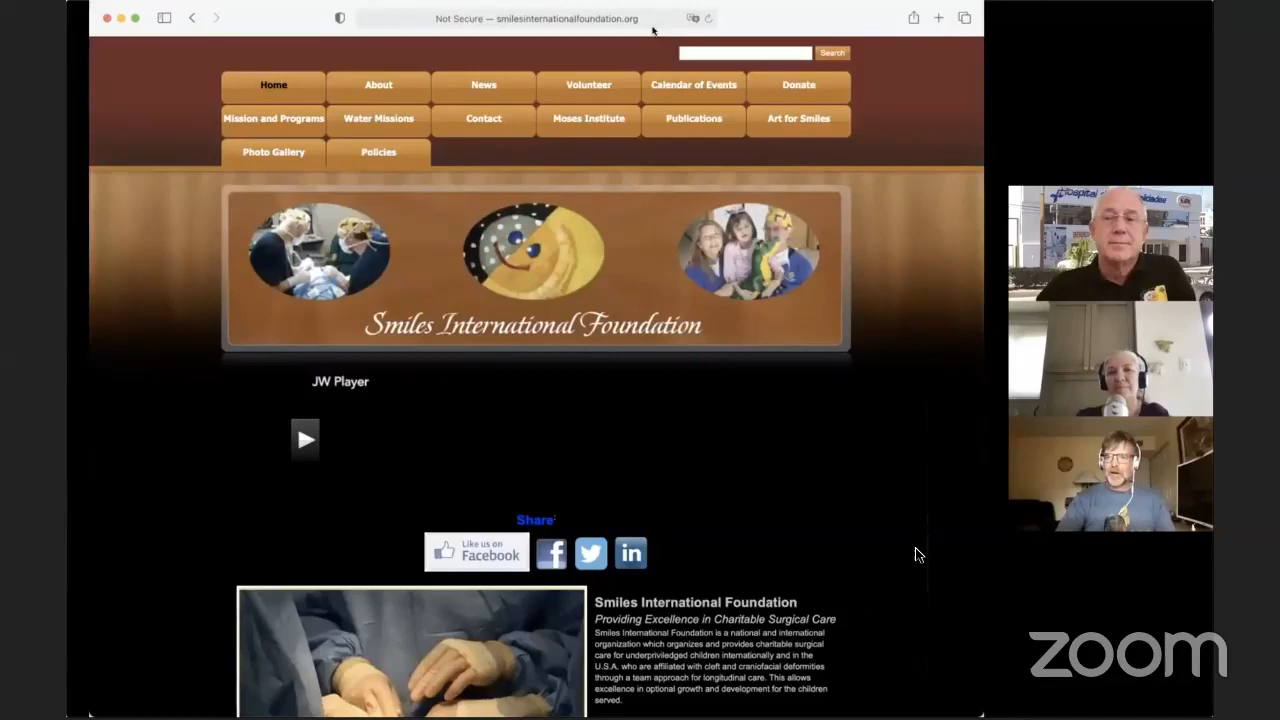 Not Secure — smilesinternationalfoundation.org
Search
Home
About
News
Volunteer
Calendar of Events
Donate
Mission and Programs
Water Missions
Contact
Moses Institute
Publications
Art for Smiles
Photo Gallery
Policies
Smiles International Foundation
JW Player
Share:
Like us on
Facebook
f
in
Smiles International Foundation
Providing Excellence in Charitable Surgical Care
Smiles International Foundation is a national and international
organization which organizes and provides charitable surgical
care for underpriviledged children internationally and in the
U.S.A. who are affiliated with cleft and craniofacial deformities
through a team approach for longitudinal care. This allows
excellence in optional growth and development for the children
served.
Hospital
zoom